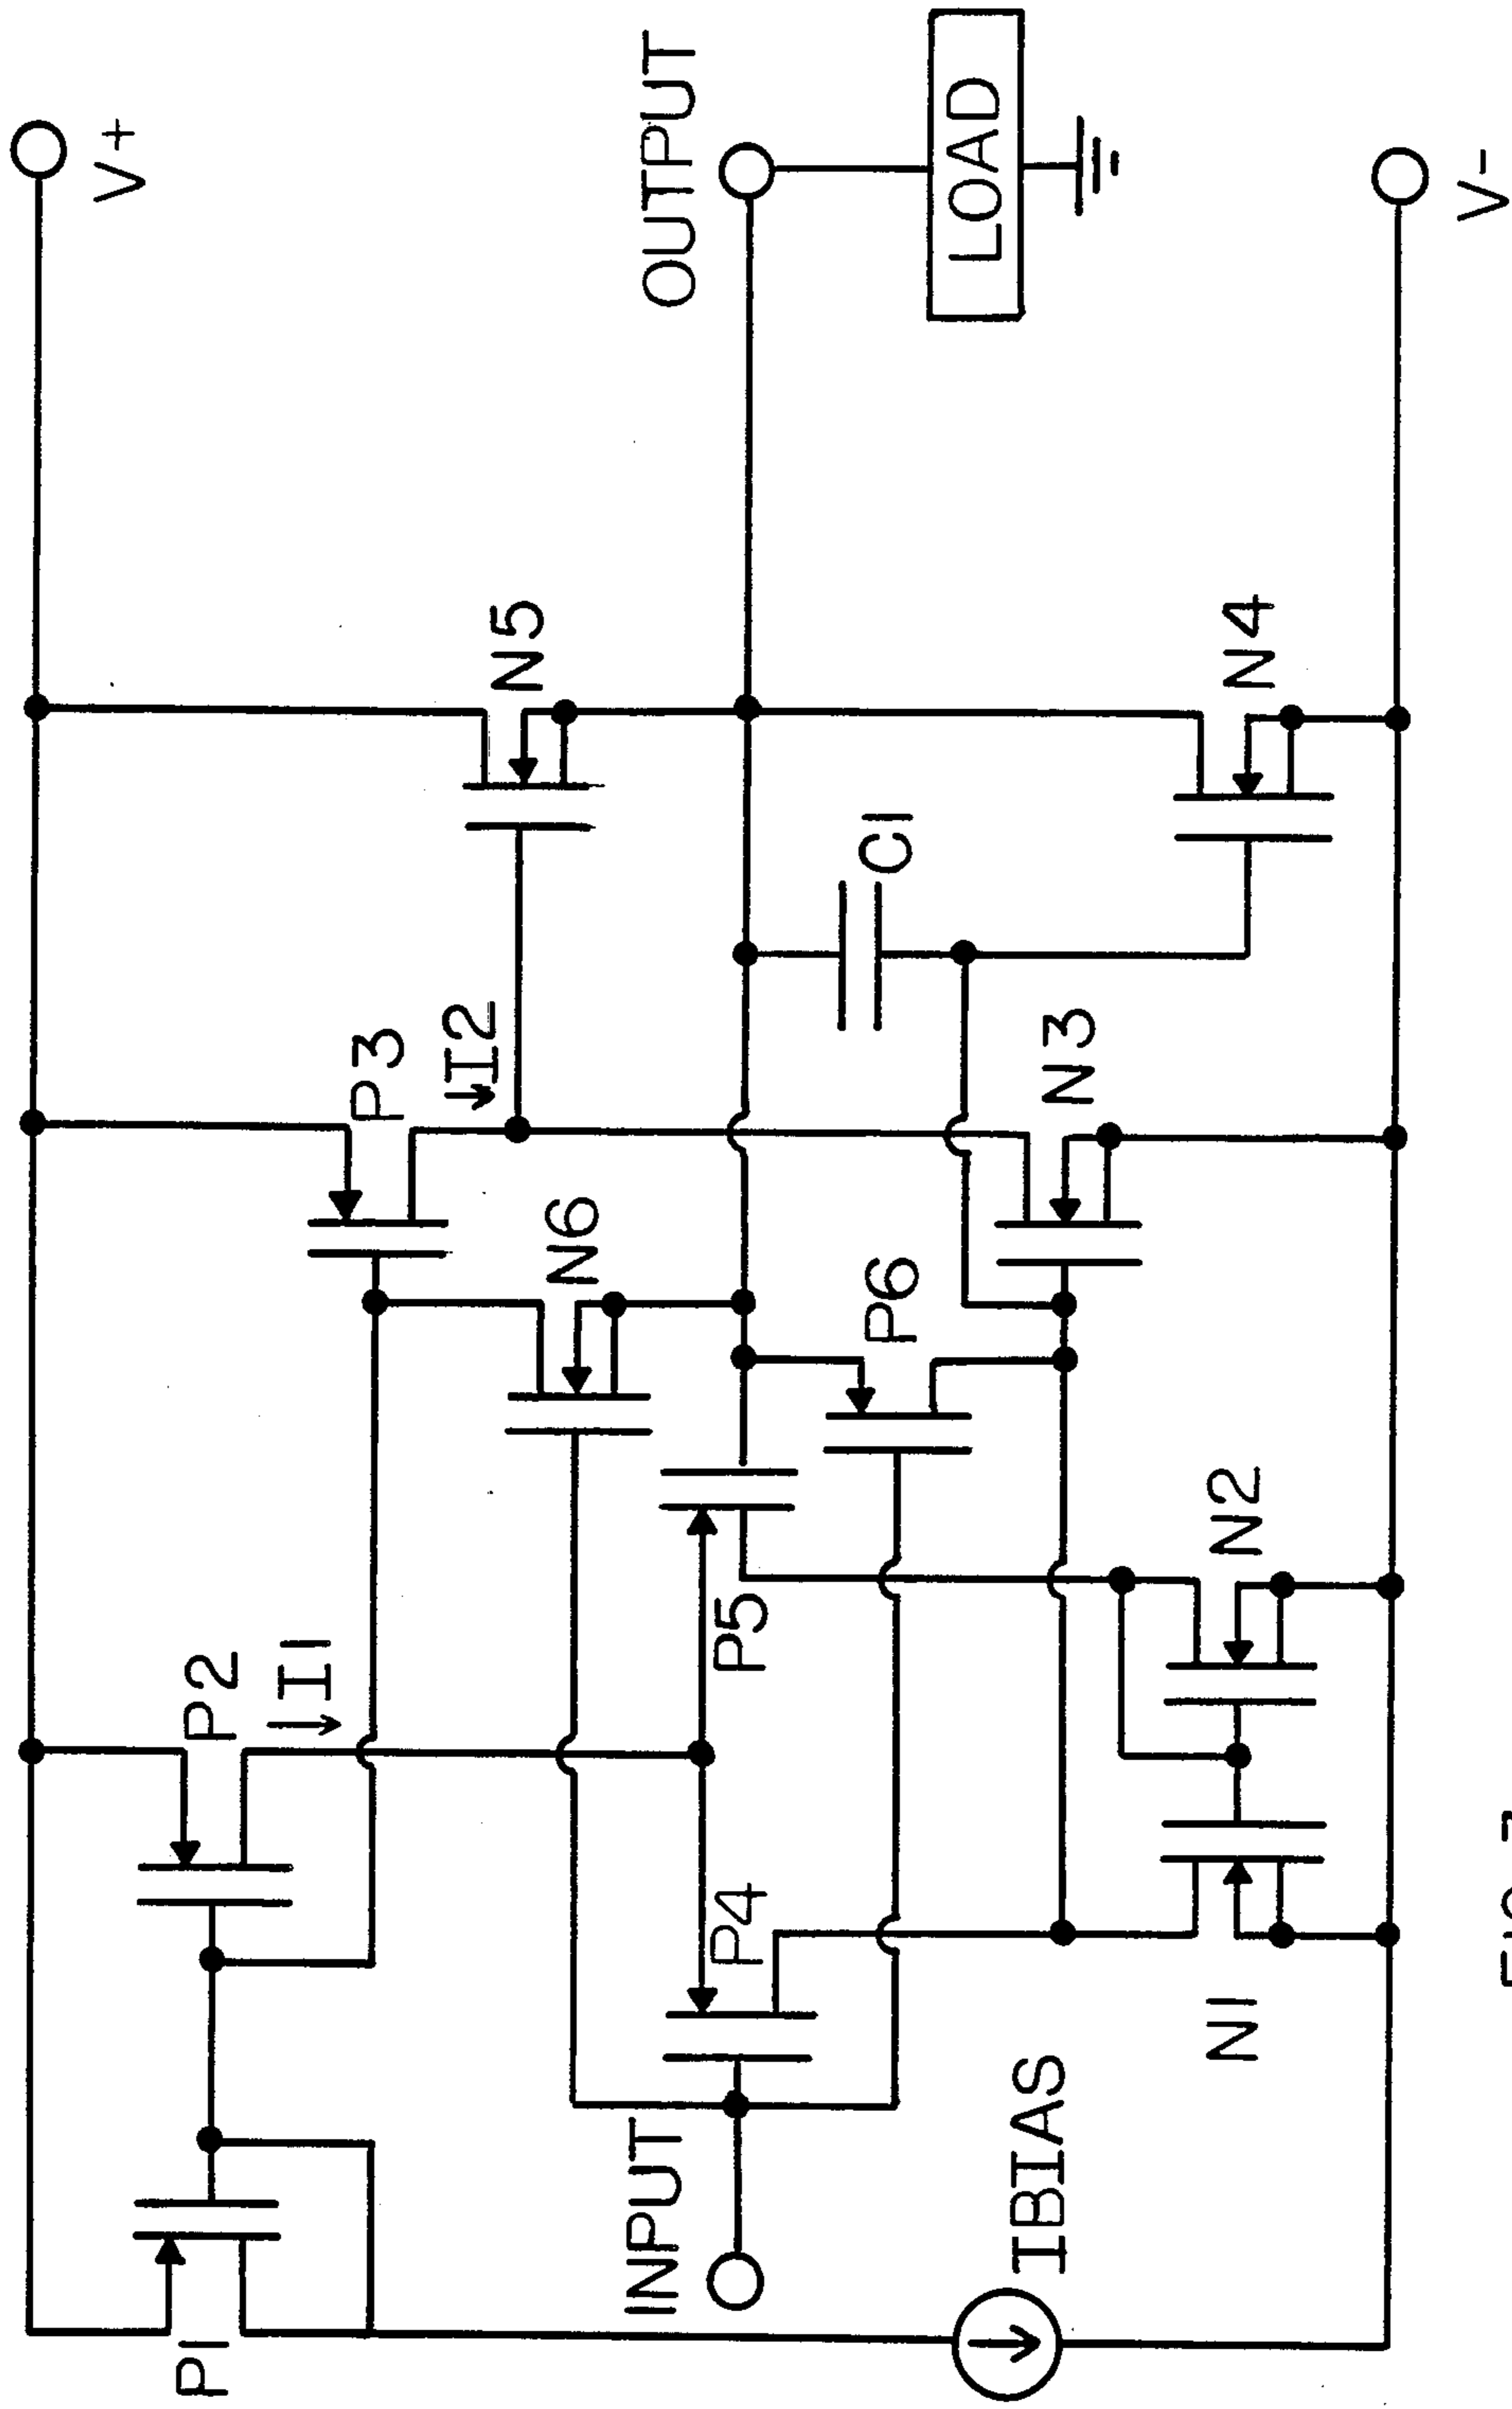 V+
P1
P2
I1
P3
I2
N5
N6
INPUT
OUTPUT
P4
P5
P6
C1
LOAD
IBIAS
N3
N1
N2
N4
V-